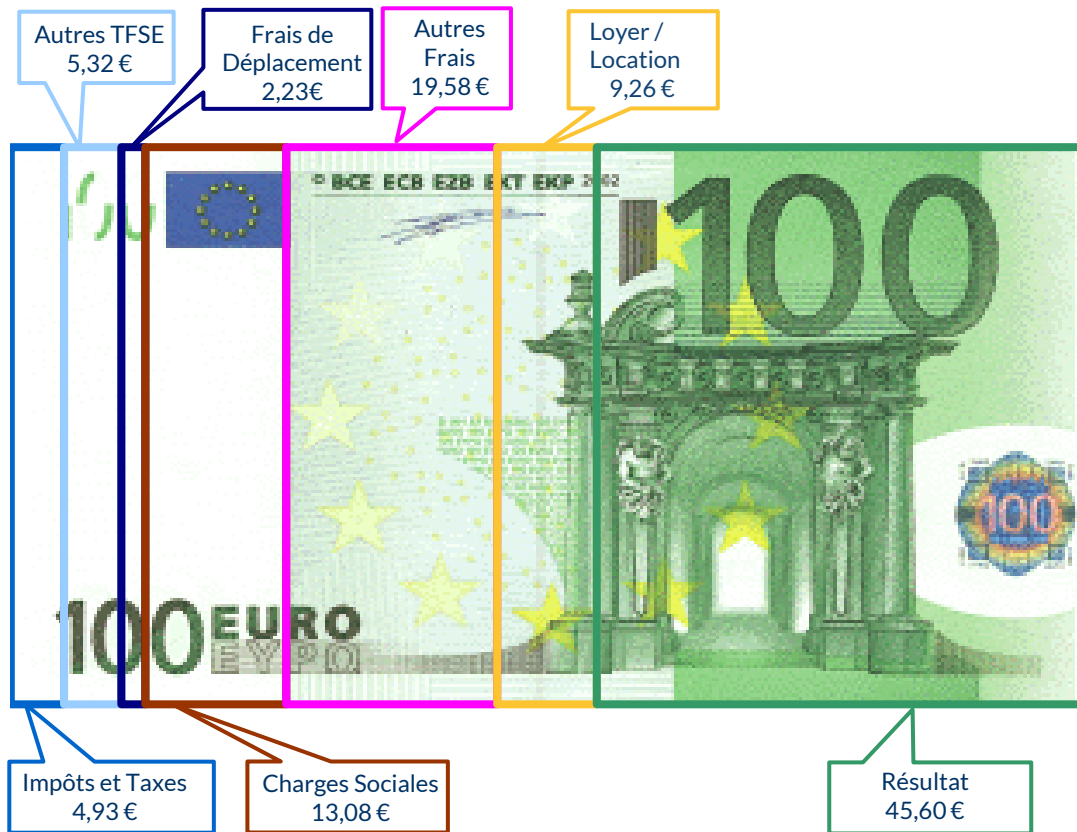 Autres TFSE
5,32 €
Frais de
Déplacement
2,23€
Autres
Frais
19,58 €
Loyer /
Location
9,26 €
© BCE ECB EZB EKT EKP 2002
100
100
100 EURO
ΕΥΡΩ
Impôts et Taxes
4,93 €
Charges Sociales
13,08 €
Résultat
45,60 €